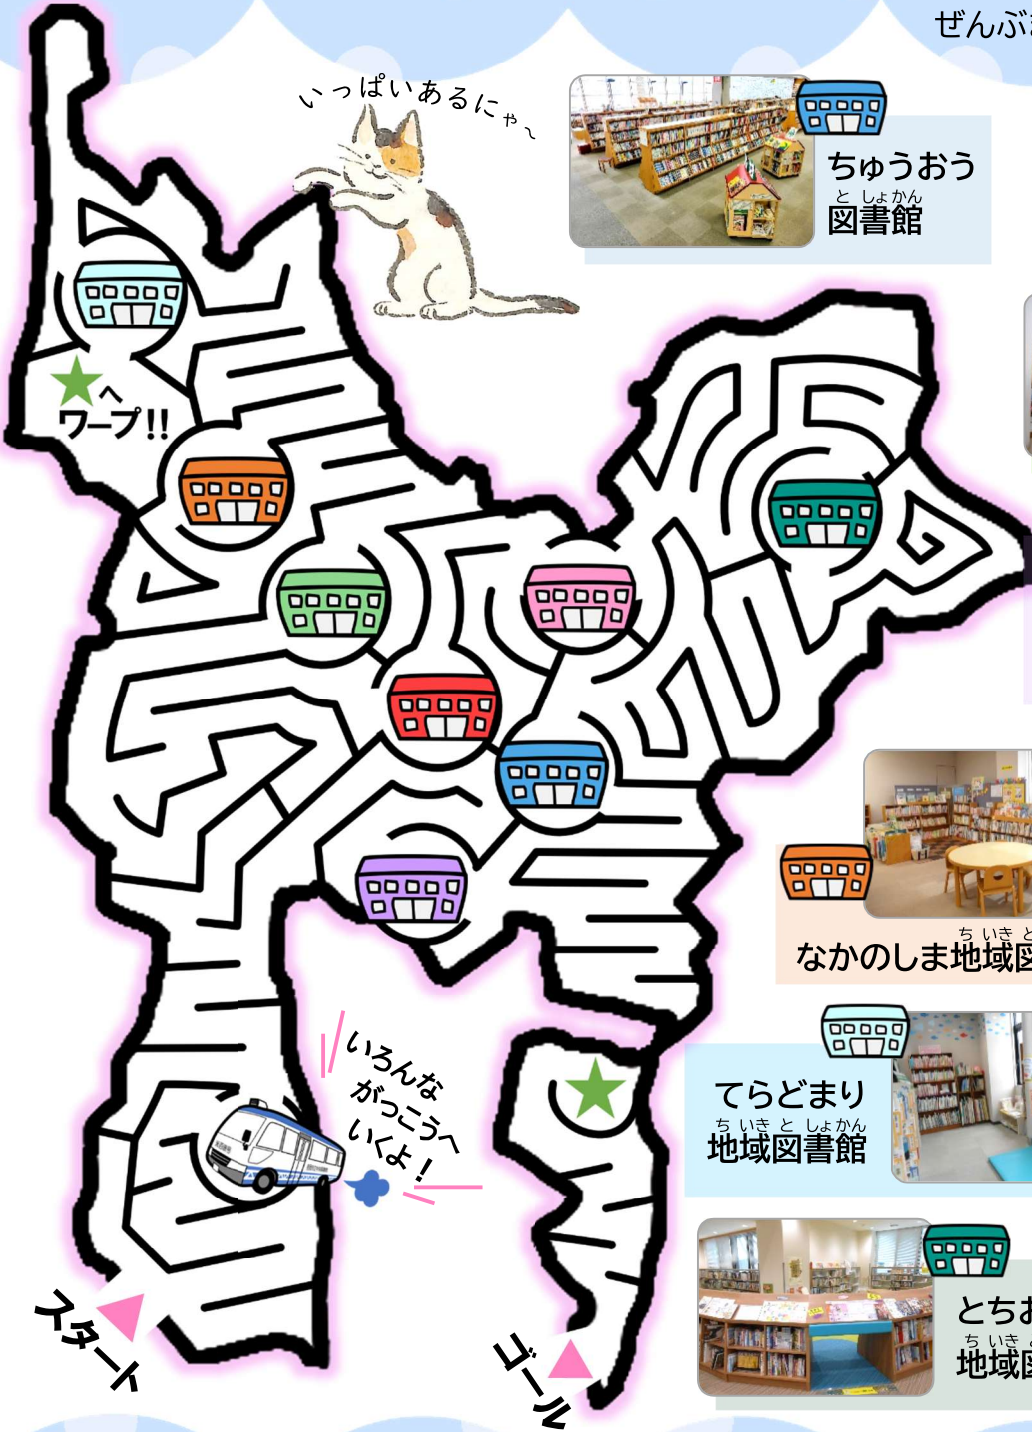 ぜんぶ
いっぱいあるにゃ～
ちゅうおう
としょかん
図書館
へ
ワープ!!
ちいきと
なかのしま地域図
いろんな
がっこうへ
いくよ！
てらどまり
ちいきとしょかん
地域図書館
とちお
ちいき
地域図
スタート
ゴール